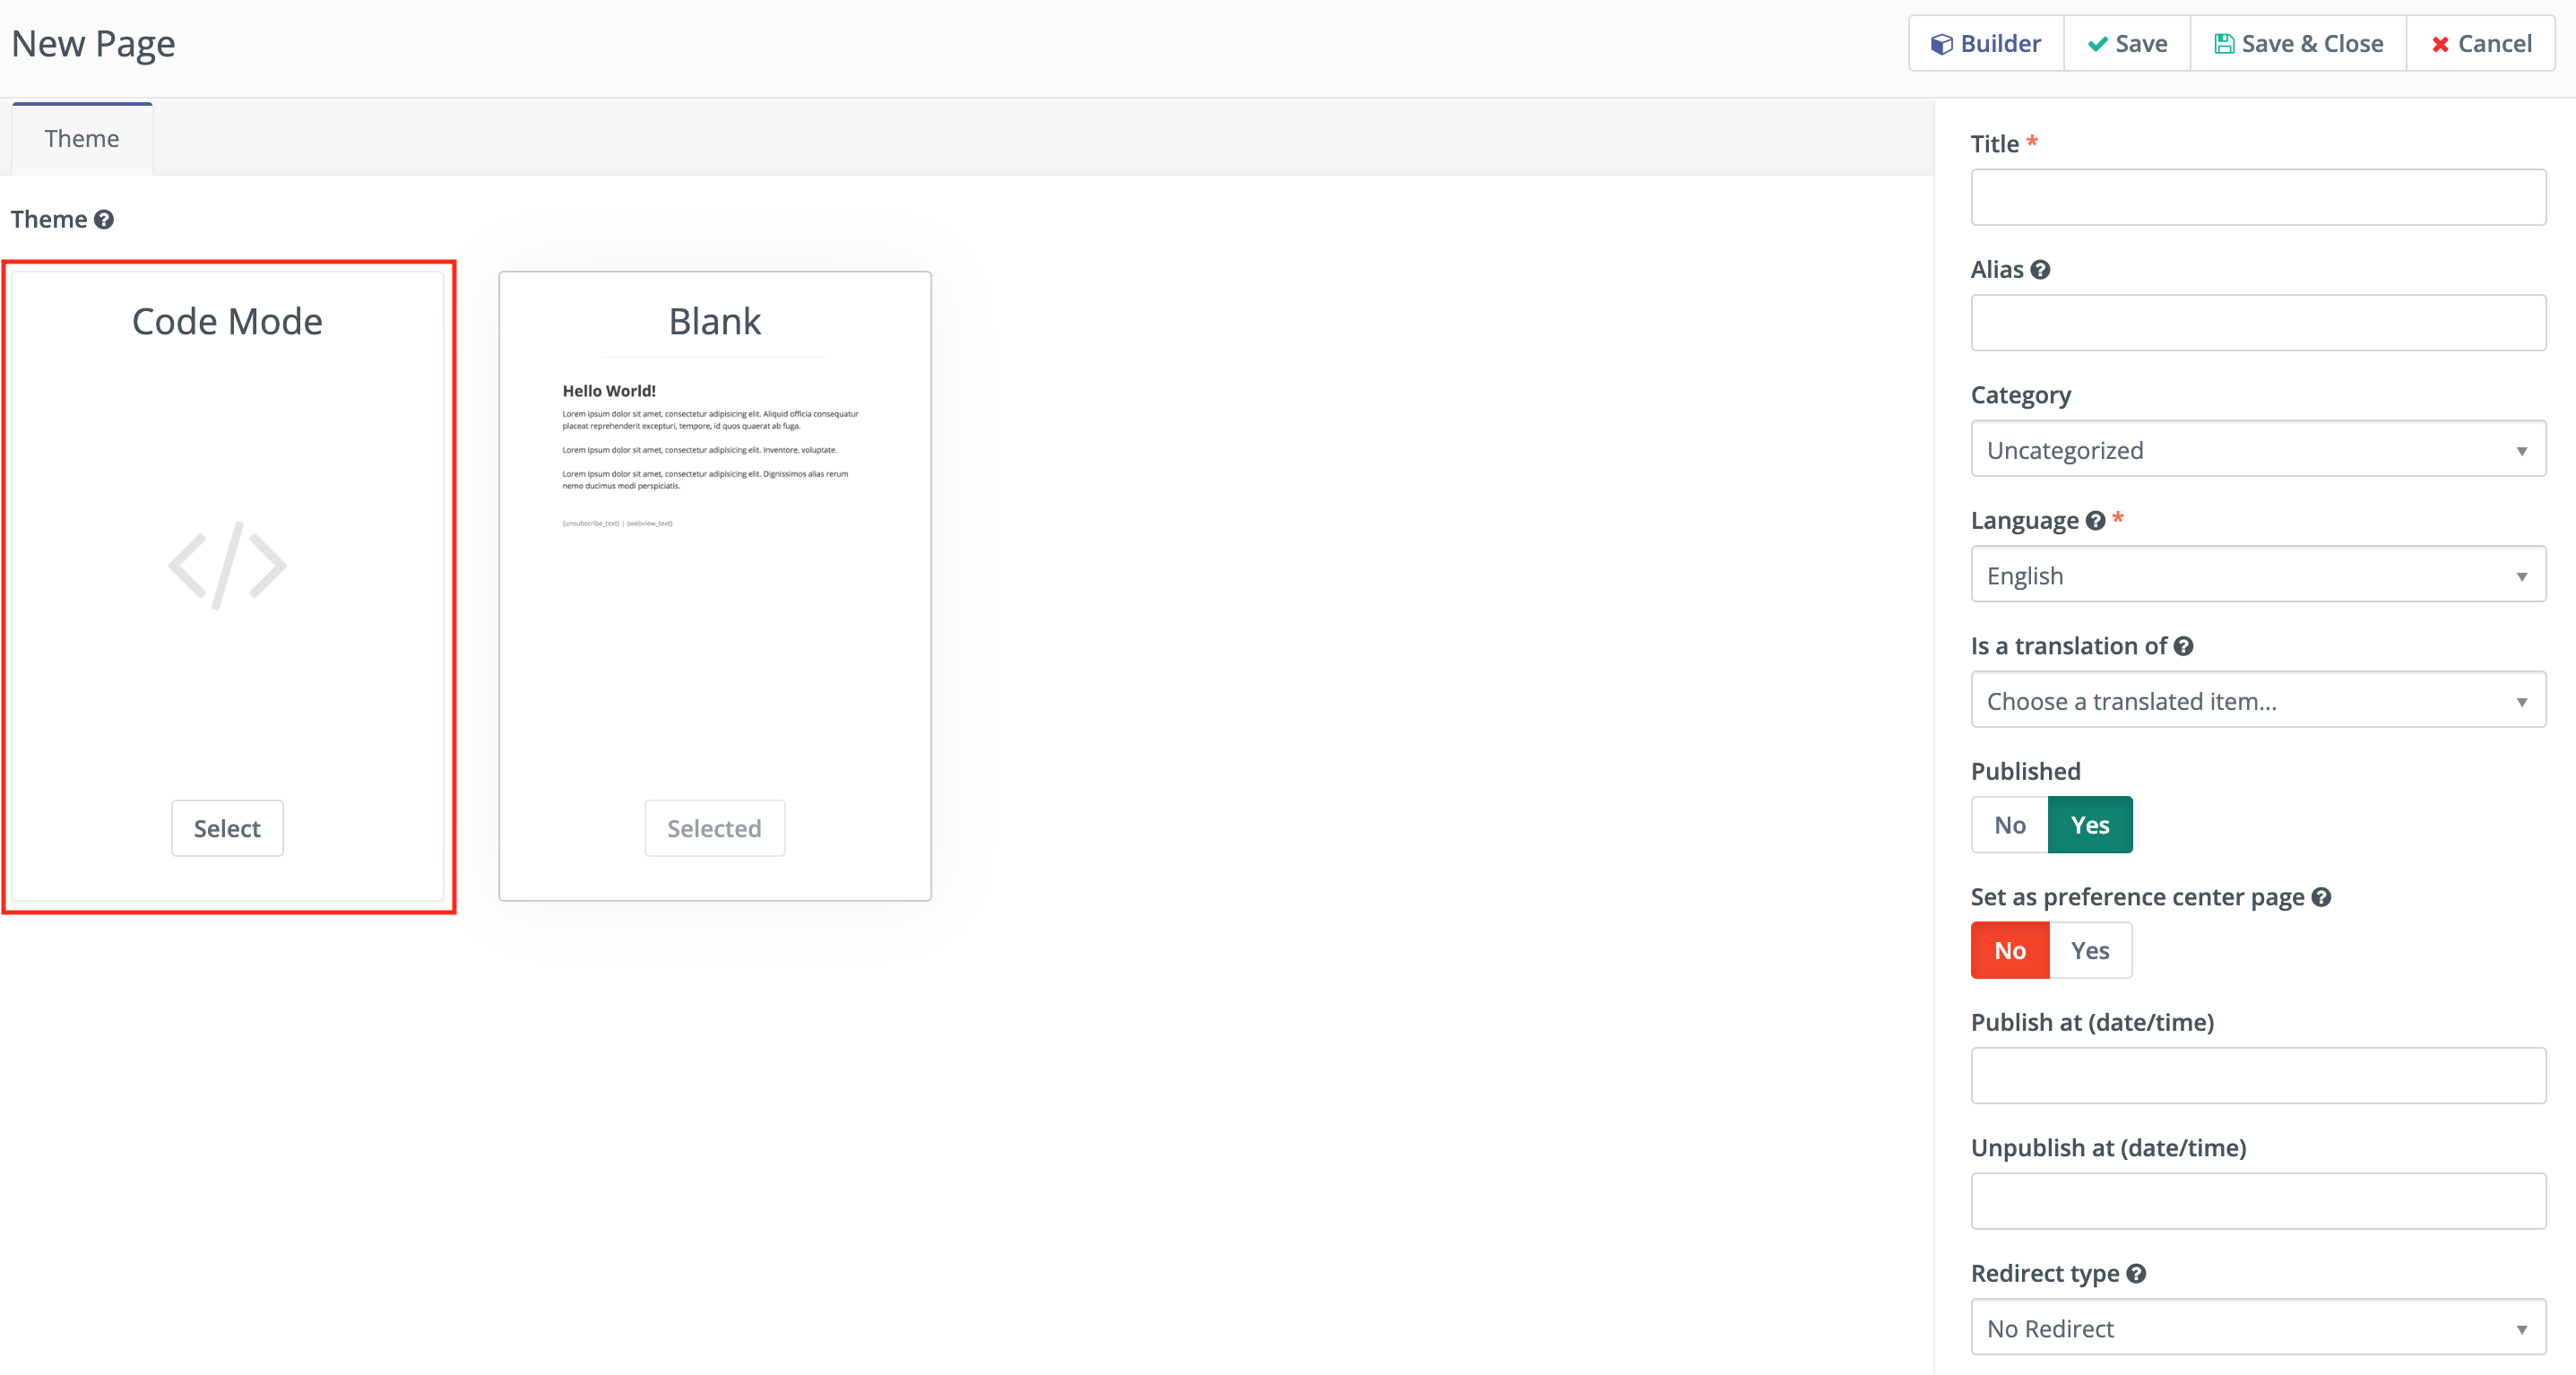 New Page
Builder
Save
Save & Close
Cancel
Theme
Theme
Code Mode
Select
Blank
Hello World!
Lorem ipsum dolor sit amet, consectetur adipisicing elit. Aliquid officia consequatur
placeat reprehenderit excepturi, tempore, id quos quaerat ab fuga.
Lorem ipsum dolor sit amet, consectetur adipisicing elit. Inventore, voluptate.
Lorem ipsum dolor sit amet, consectetur adipisicing elit. Dignissimos alias rerum
nemo ducimus modi perspiciatis.
{unsubscribe_text} | {webview_text}
Selected
Title *
Alias
Category
Uncategorized
Language *
English
Is a translation of
Choose a translated item...
Published
No Yes
Set as preference center page
No Yes
Publish at (date/time)
Unpublish at (date/time)
Redirect type
No Redirect